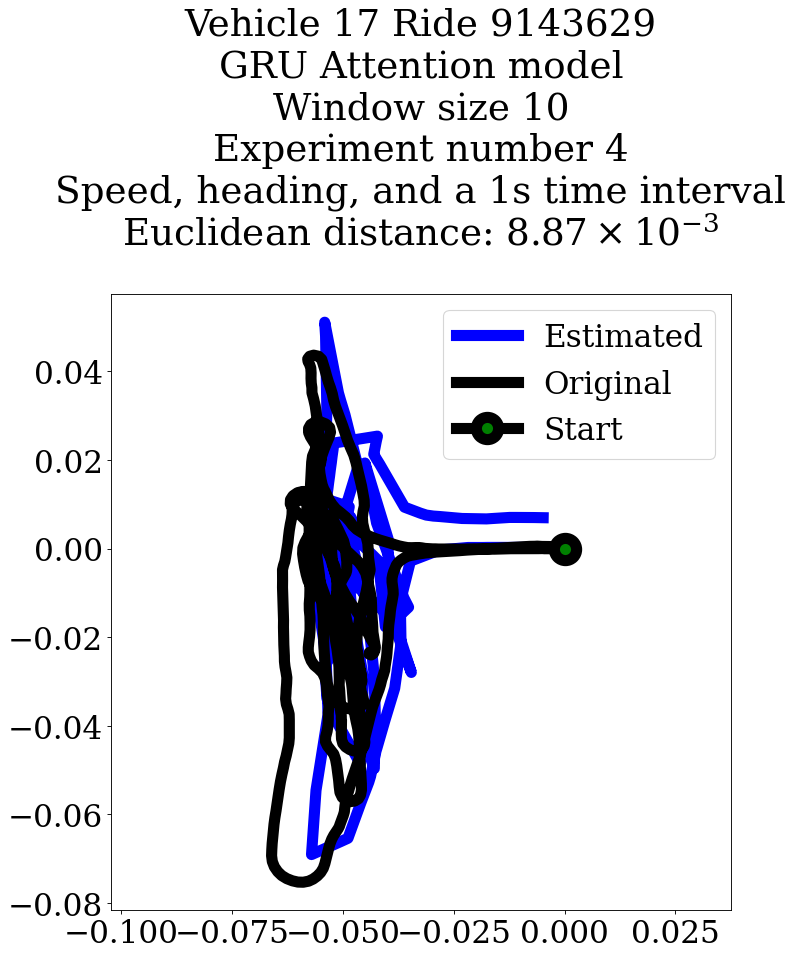 Vehicle 17 Ride 9143629
GRU Attention model
Window size 10
Experiment number 4
Speed, heading, and a 1s time interval
Euclidean distance: 8.87 × 10⁻³
Estimated
Original
Start
0.04
0.02
0.00
−0.02
−0.04
−0.06
−0.08
−0.100 −0.075 −0.050 −0.025 0.000 0.025